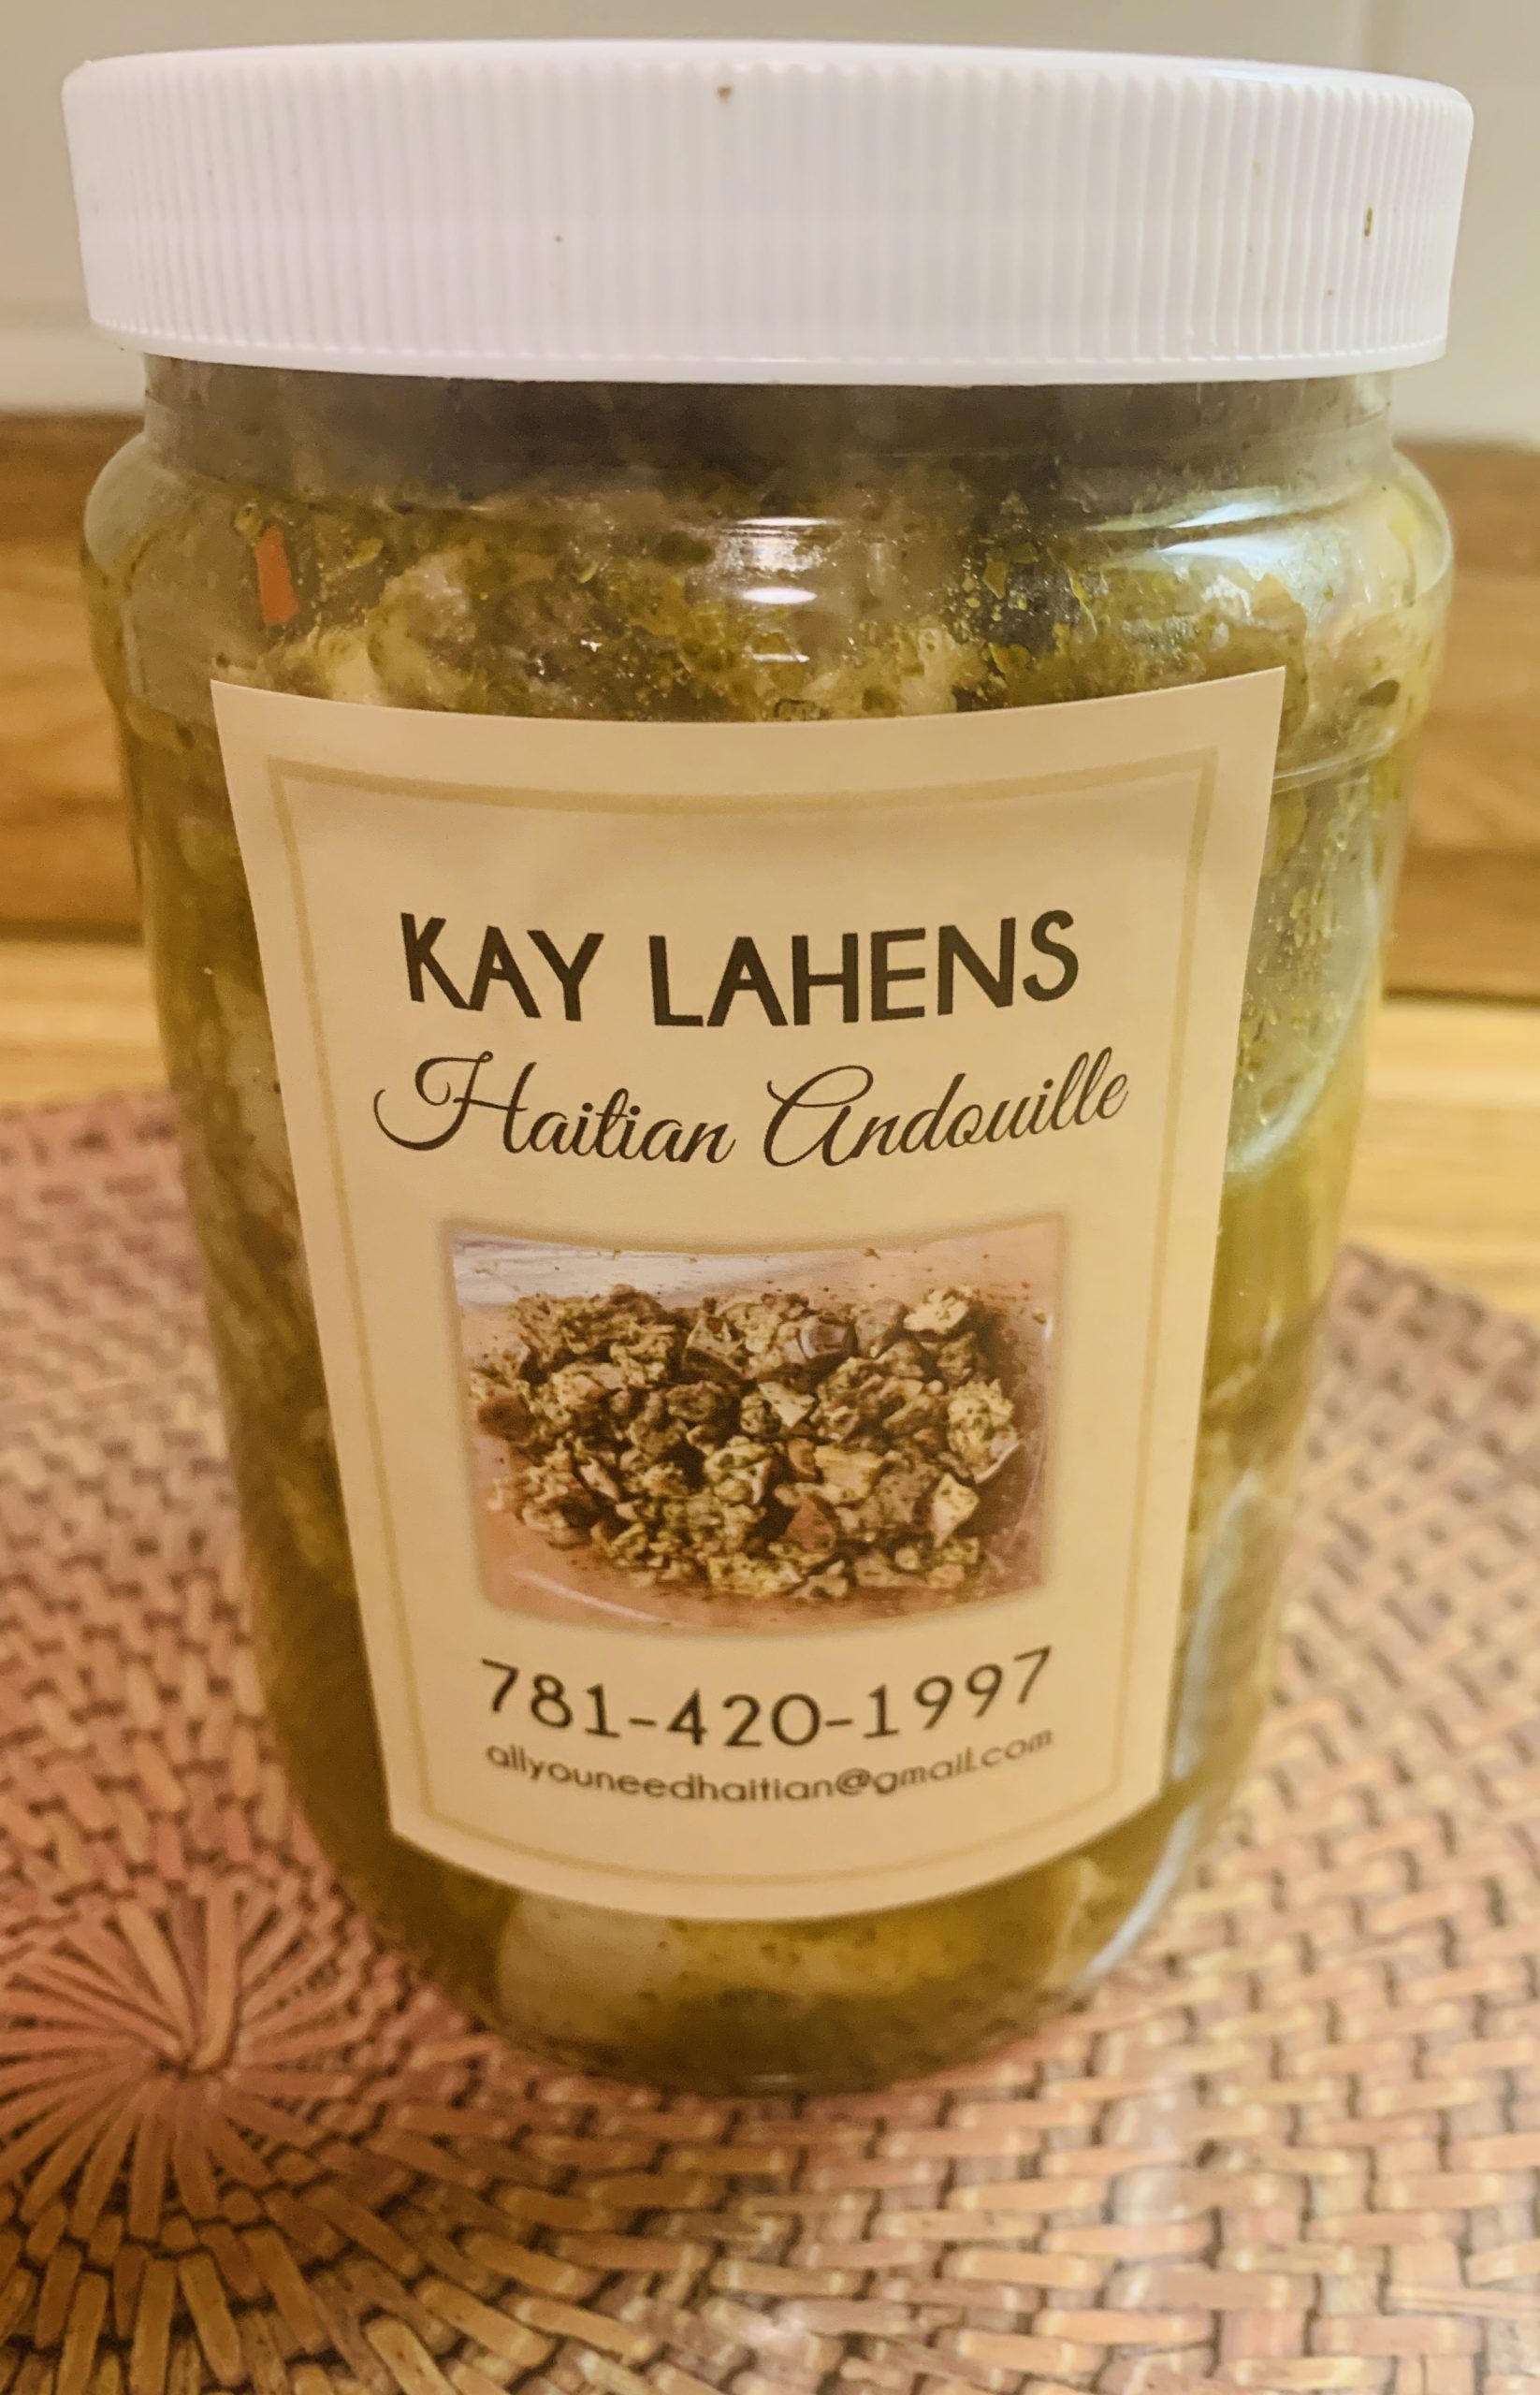 KAY LAHENS
Haitian Andouille
781-420-1997
allyouneedhaitian@gmail.com